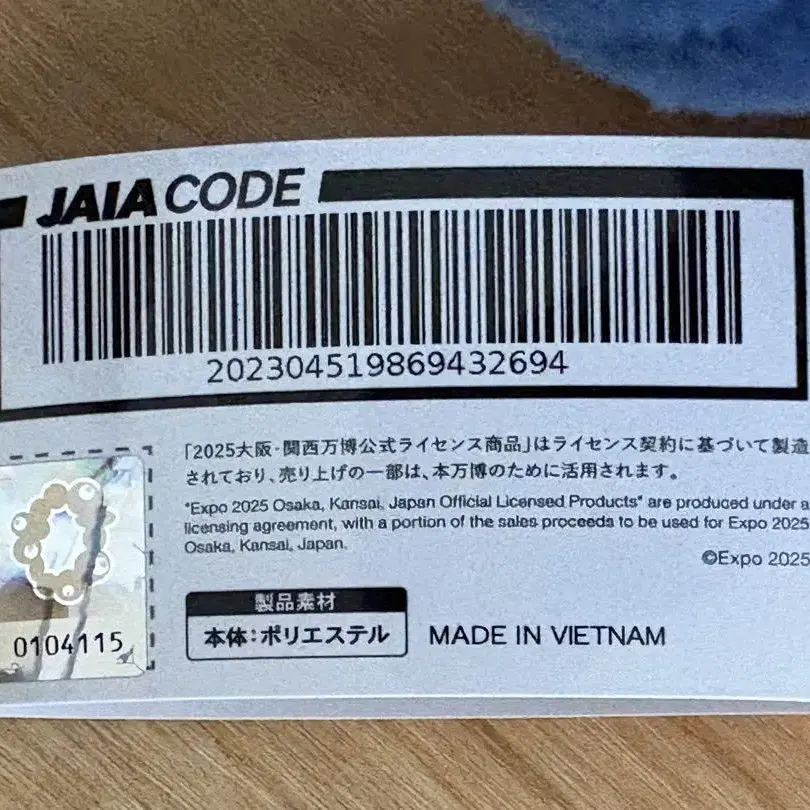 JAIA CODE
202304519869432694
「2025大阪・関西万博公式ライセンス商品」はライセンス契約に基づいて製造
されており、売り上げの一部は、本万博のために活用されます。
"Expo 2025 Osaka, Kansai, Japan Official Licensed Products" are produced under a
licensing agreement, with a portion of the sales proceeds to be used for Expo 2025
Osaka, Kansai, Japan.
©Expo 2025
製品素材
本体：ポリエステル
MADE IN VIETNAM
0104115